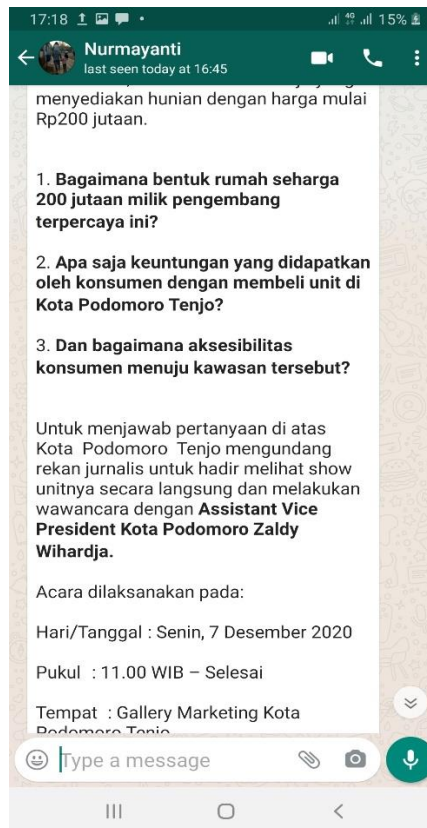 17:18
15%
Nurmayanti
last seen today at 16:45
menyediakan hunian dengan harga mulai
Rp200 jutaan.
1. Bagaimana bentuk rumah seharga
200 jutaan milik pengembang
terpercaya ini?
2. Apa saja keuntungan yang didapatkan
oleh konsumen dengan membeli unit di
Kota Podomoro Tenjo?
3. Dan bagaimana aksesibilitas
konsumen menuju kawasan tersebut?
Untuk menjawab pertanyaan di atas
Kota Podomoro Tenjo mengundang
rekan jurnalis untuk hadir melihat show
unitnya secara langsung dan melakukan
wawancara dengan Assistant Vice
President Kota Podomoro Zaldy
Wihardja.
Acara dilaksanakan pada:
Hari/Tanggal : Senin, 7 Desember 2020
Pukul : 11.00 WIB – Selesai
Tempat : Gallery Marketing Kota
Podomoro Tenjo
Type a message